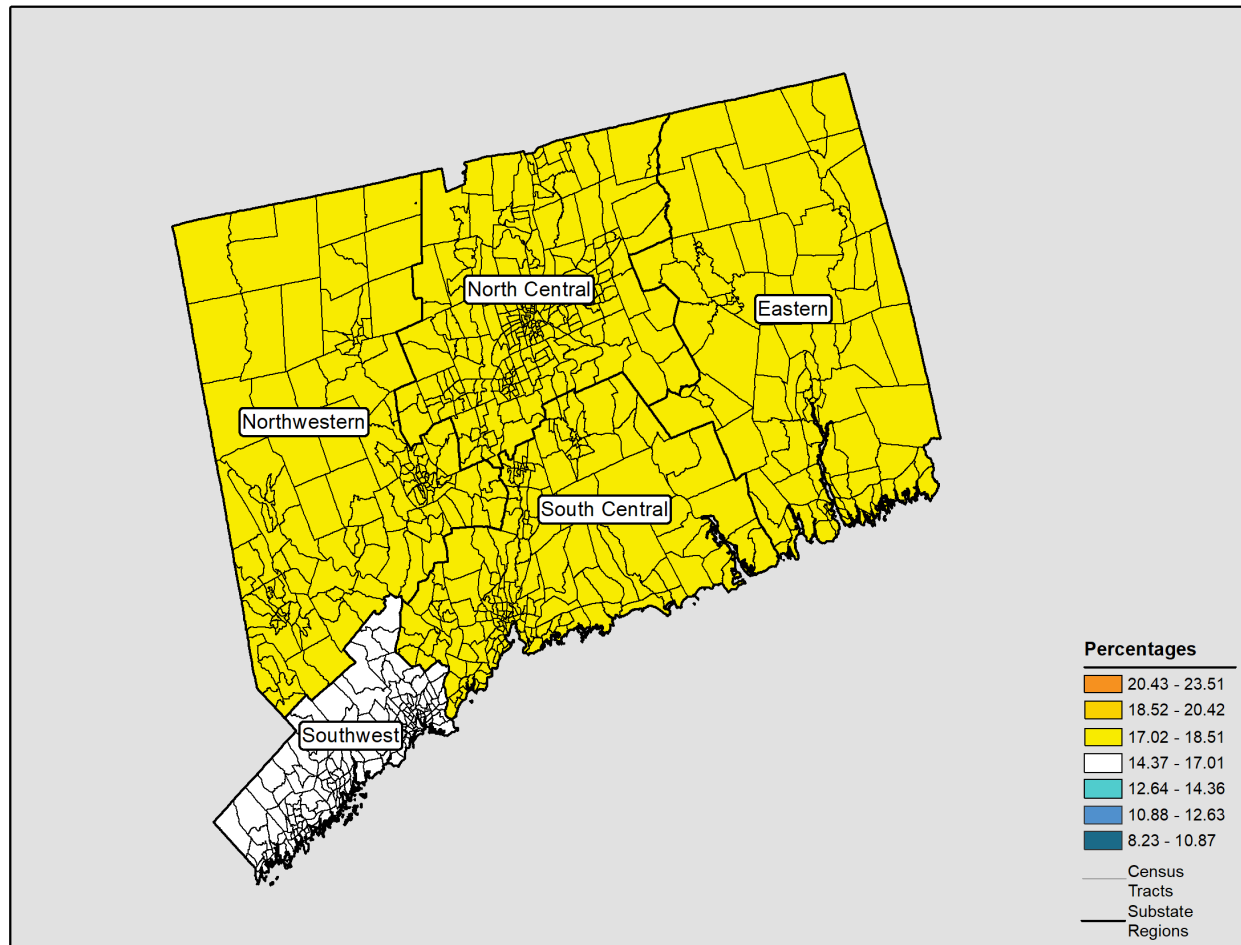 North Central
Eastern
Northwestern
South Central
Southwest
Percentages
20.43 - 23.51
18.52 - 20.42
17.02 - 18.51
14.37 - 17.01
12.64 - 14.36
10.88 - 12.63
8.23 - 10.87
Census
Tracts
Substate
Regions